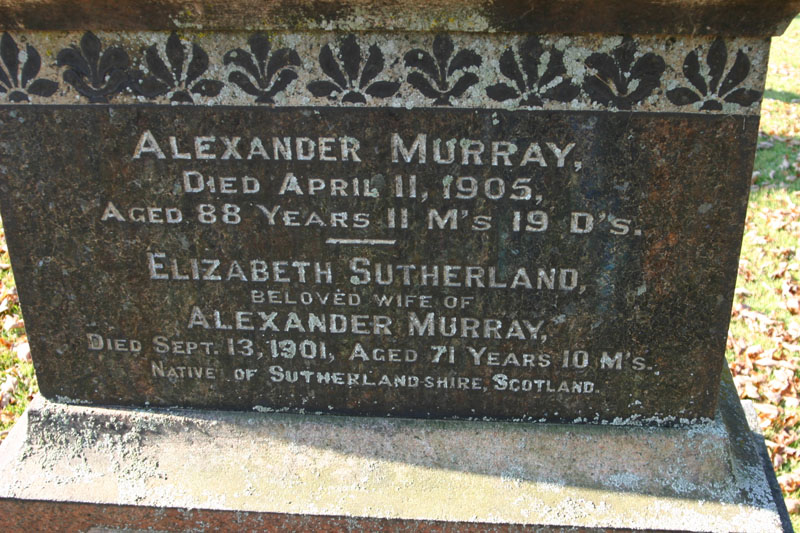 ALEXANDER MURRAY,
DIED APRIL 11, 1905,
AGED 88 YEARS 11 M'S 19 D'S.
ELIZABETH SUTHERLAND,
BELOVED WIFE OF
ALEXANDER MURRAY,
DIED SEPT. 13, 1901, AGED 71 YEARS 10 M'S.
NATIVE OF SUTHERLANDSHIRE, SCOTLAND.